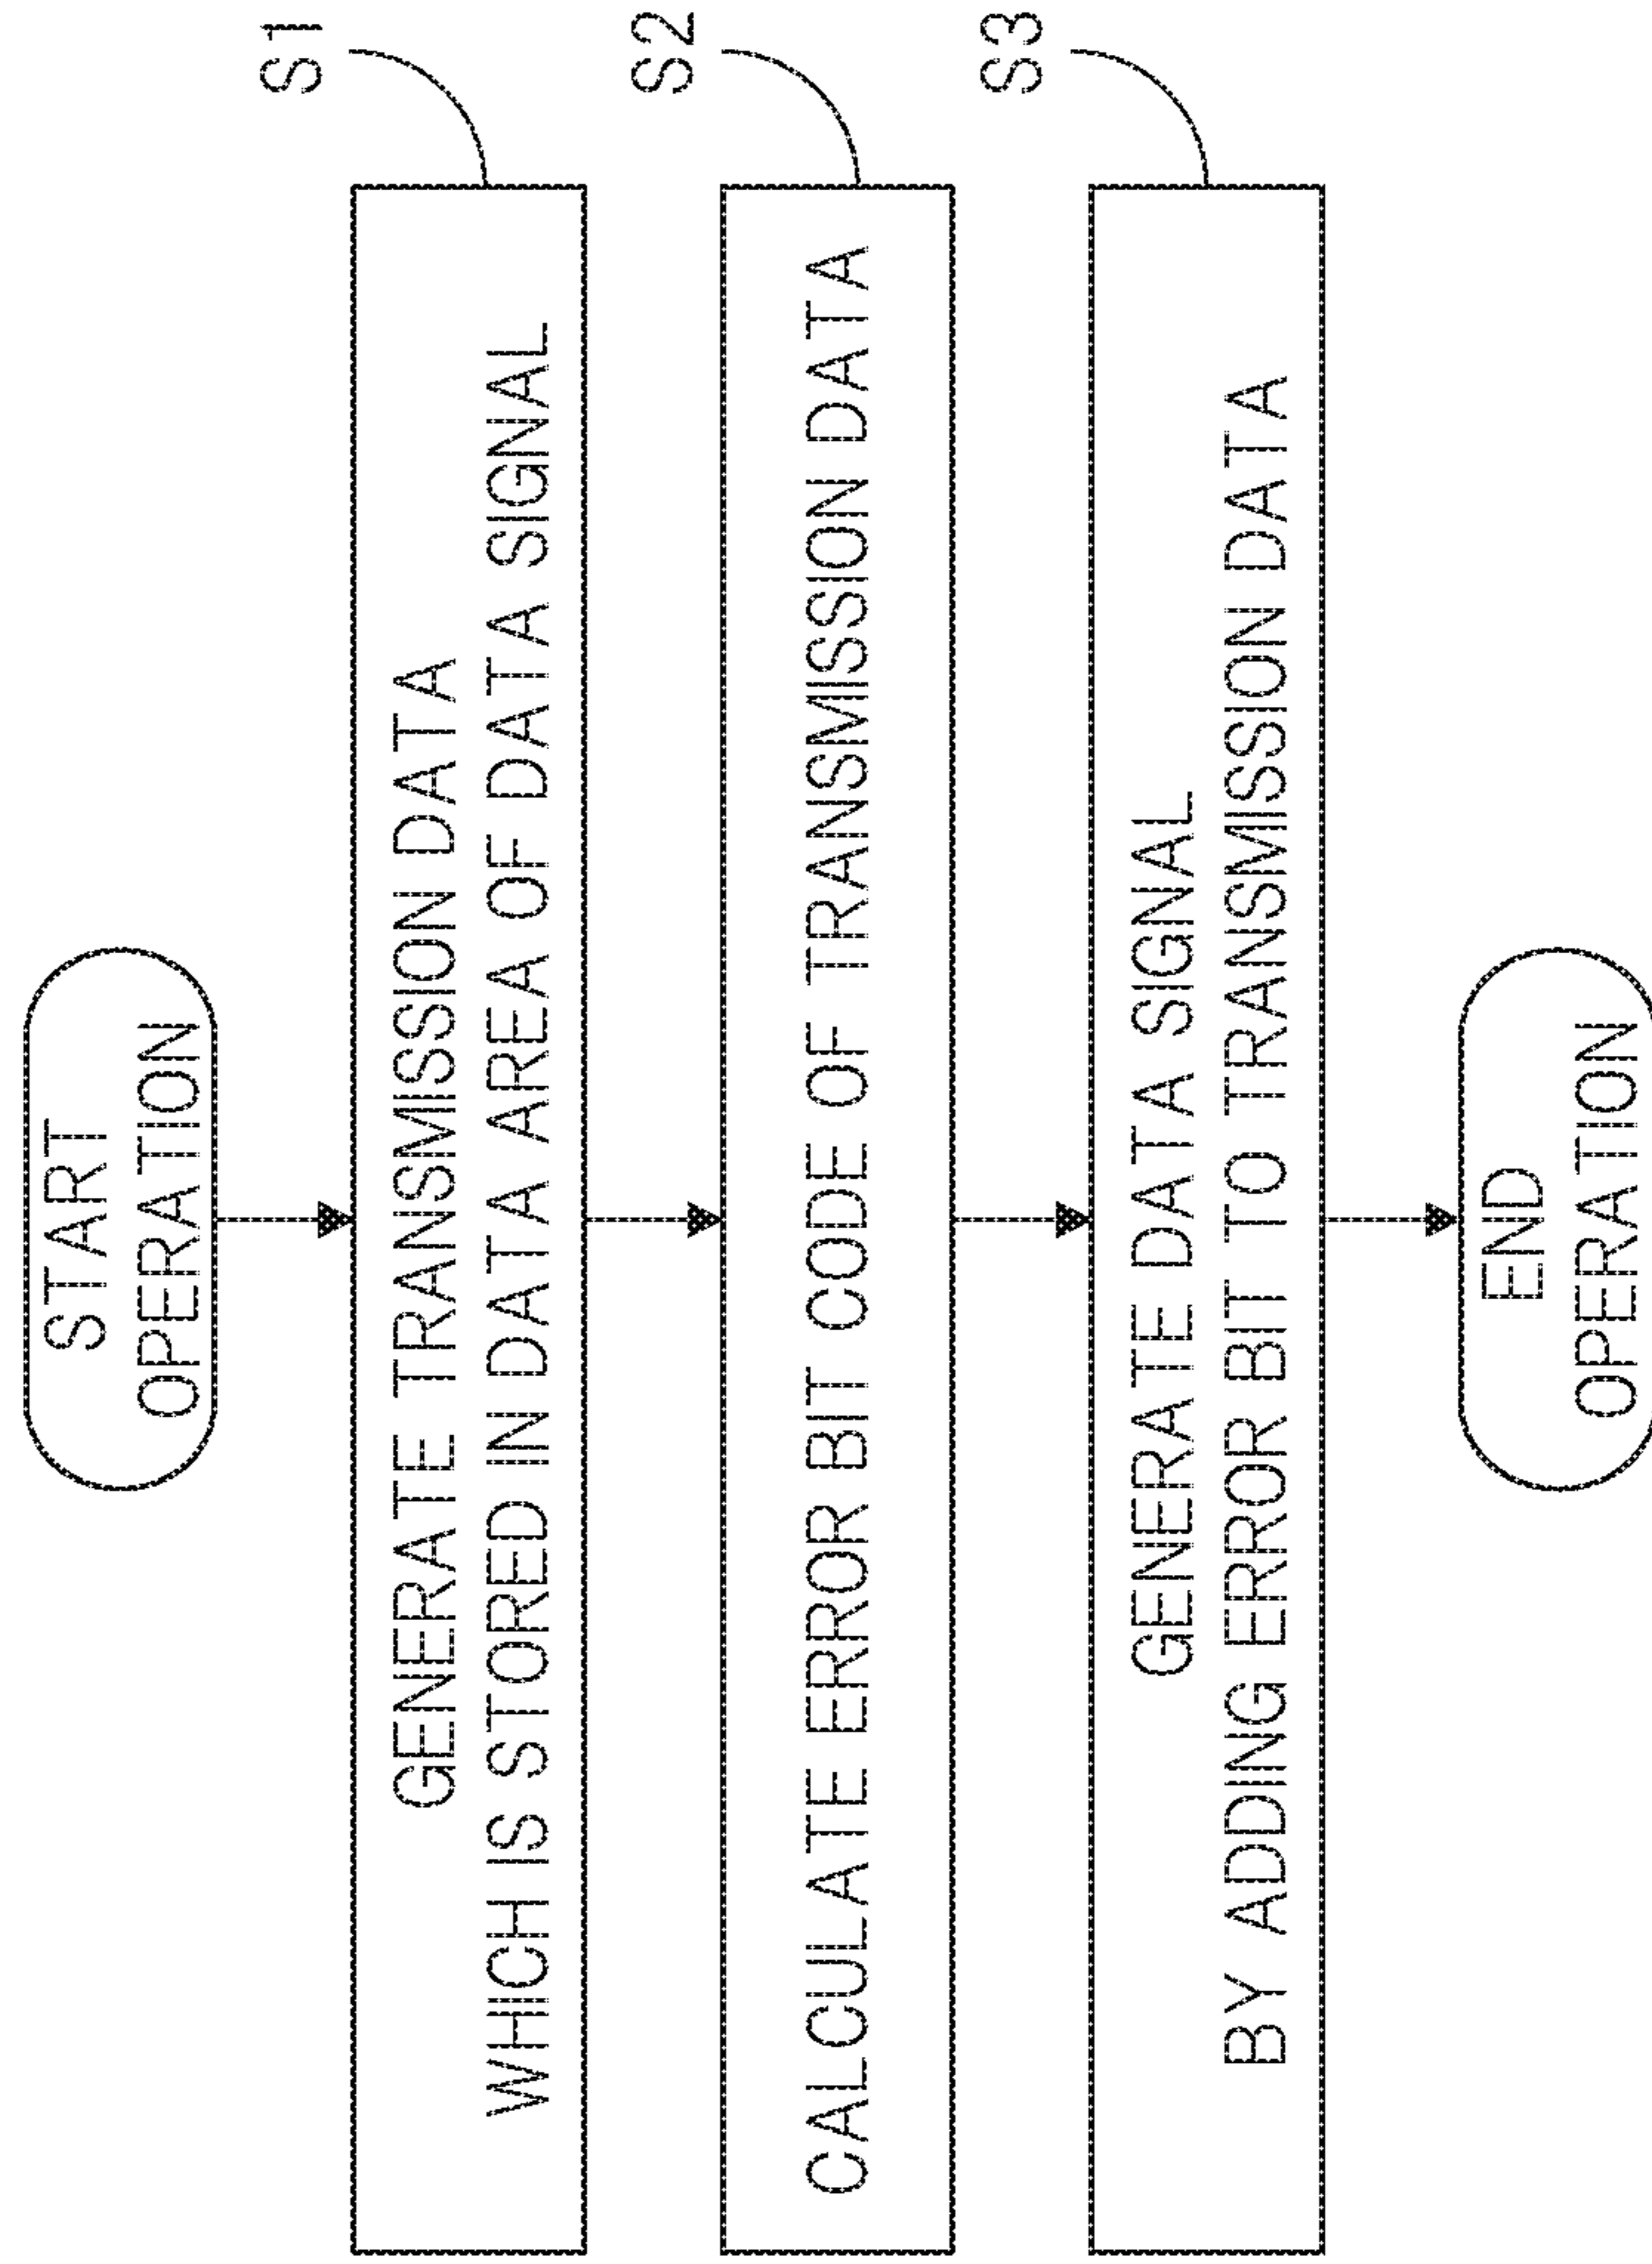 START
OPERATION
S1
GENERATE TRANSMISSION DATA
WHICH IS STORED IN DATA AREA OF DATA SIGNAL
S2
CALCULATE ERROR BIT CODE OF TRANSMISSION DATA
S3
GENERATE DATA SIGNAL
BY ADDING ERROR BIT TO TRANSMISSION DATA
END
OPERATION